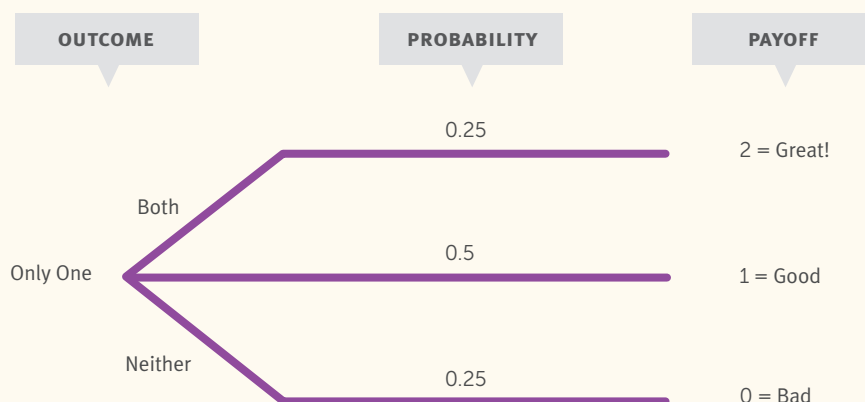 OUTCOME
PROBABILITY
PAYOFF
0.25
2 = Great!
Both
0.5
Only One
1 = Good
Neither
0.25
0 = Bad